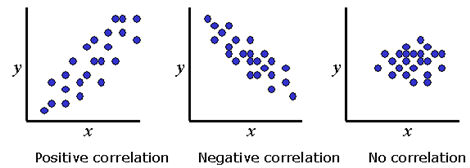 y
x
Positive correlation
y
x
Negative correlation
y
x
No correlation